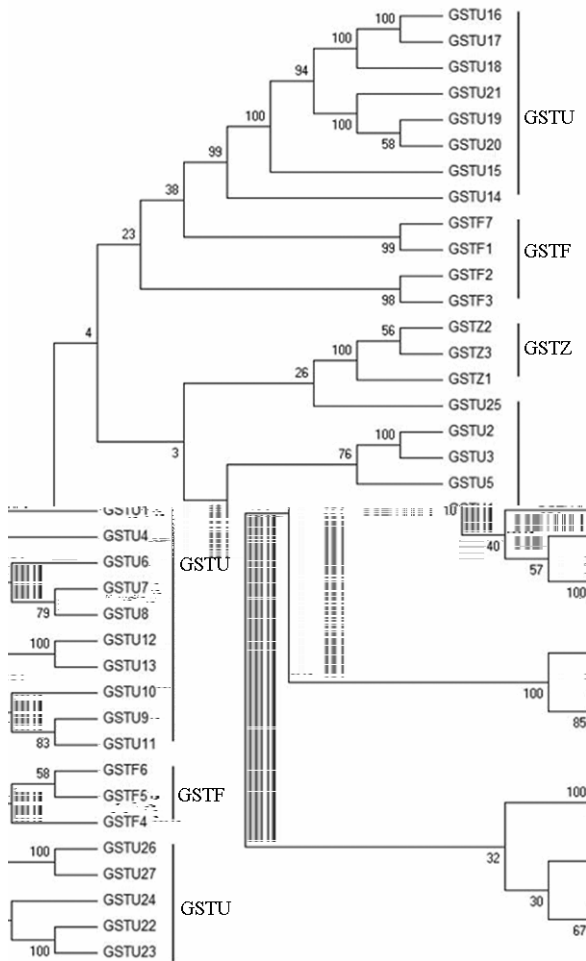 100 GSTU16
GSTU17
94 GSTU18
GSTU21
100 100 GSTU19 GSTU
58 GSTU20
99 GSTU15
38 GSTU14
23 GSTF7
99 GSTF1 GSTF
GSTF2
98 GSTF3
4 56 GSTZ2
100 GSTZ3 GSTZ
26 GSTZ1
GSTU25
3 100 GSTU2
76 GSTU3
GSTU5
GSTU1 10
GSTU4 40
GSTU6 GSTU 57
GSTU7 100
79 GSTU8
100 GSTU12
GSTU13
GSTU10 100
GSTU9 85
83 GSTU11
58 GSTF6
GSTF5 GSTF 100
GSTF4
100 GSTU26 32
GSTU27
GSTU24 30
GSTU22 GSTU 67
100 GSTU23